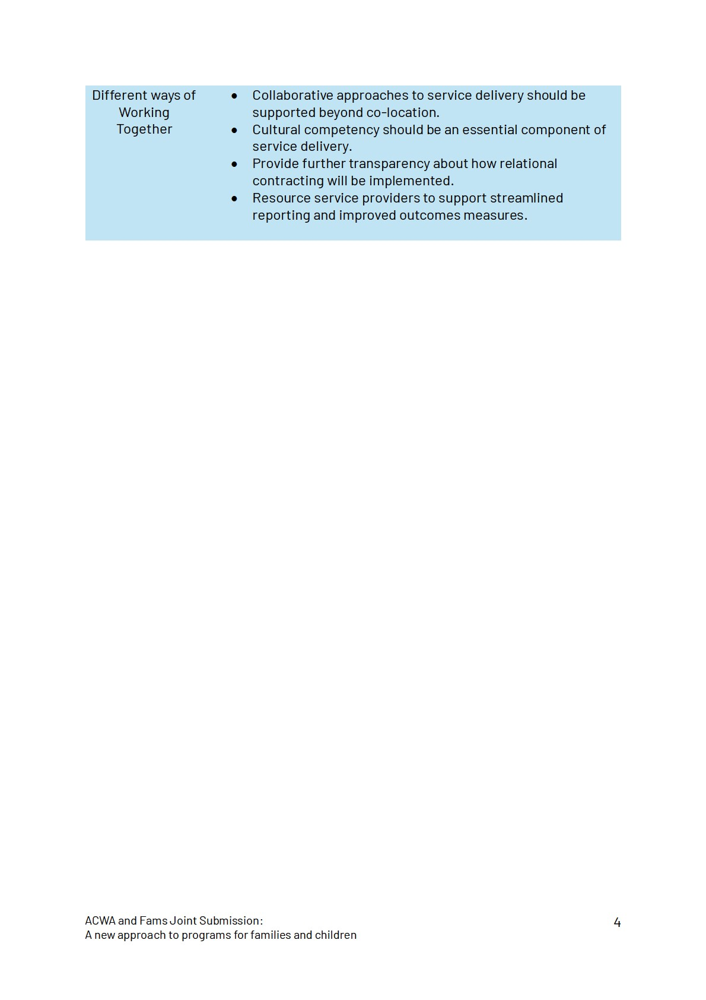 Different ways of
Working
Together
● Collaborative approaches to service delivery should be
supported beyond co-location.
● Cultural competency should be an essential component of
service delivery.
● Provide further transparency about how relational
contracting will be implemented.
● Resource service providers to support streamlined
reporting and improved outcomes measures.
ACWA and Fams Joint Submission:
A new approach to programs for families and children
4